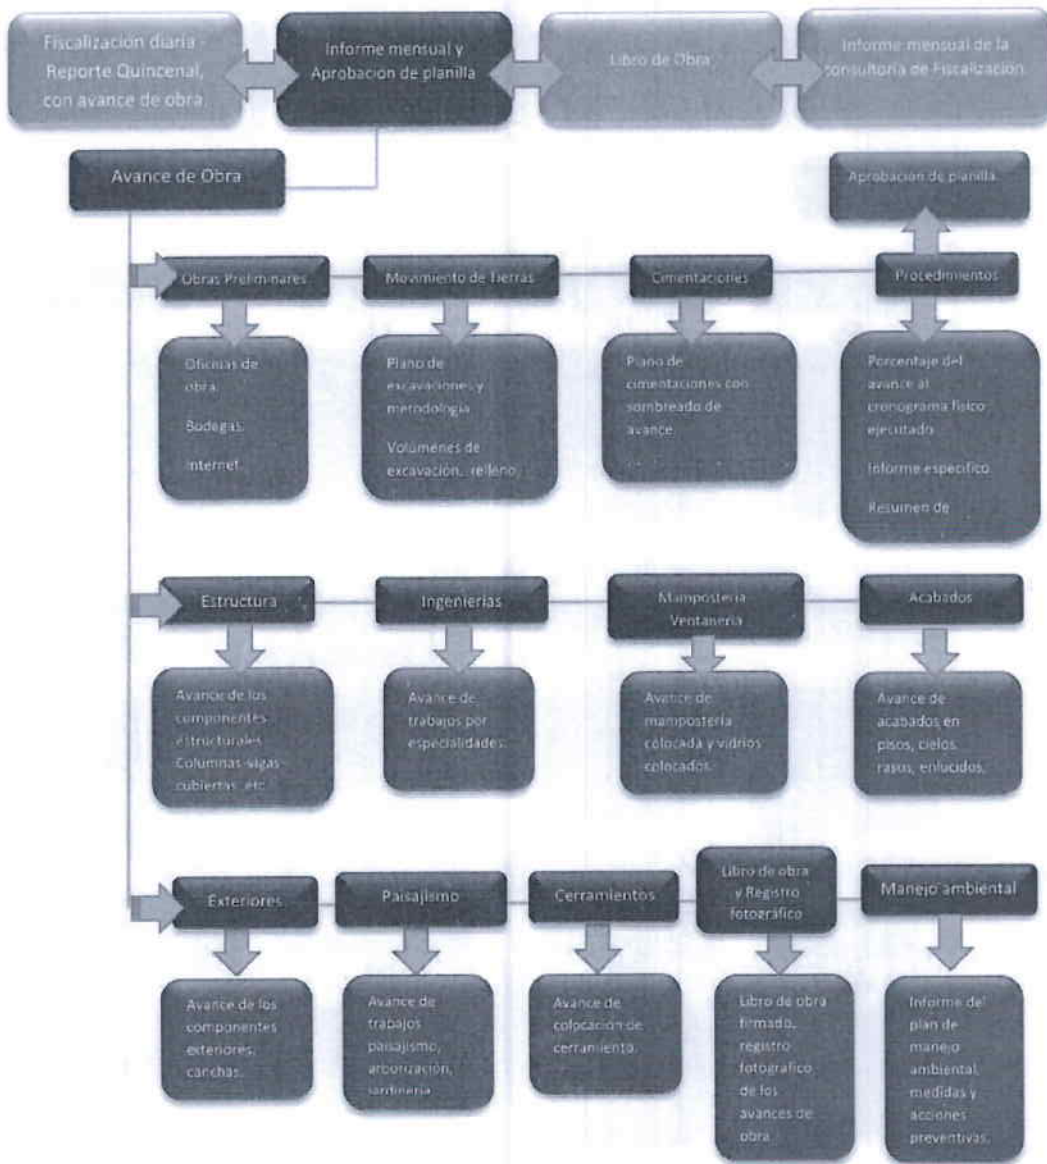 Fiscalización diaria -
Reporte Quincenal,
con avance de obra.
Informe mensual y
Aprobación de planilla
Libro de Obra
Informe mensual de la
consultoría de Fiscalización.
Avance de Obra
Aprobación de planilla.
Obras Preliminares
Movimiento de Tierras
Cimentaciones
Procedimientos
Oficinas de
obra.
Bodegas.
Internet.
Plano de
excavaciones y
metodología
Volúmenes de
excavación, relleno
Plano de
cimentaciones con
sombreado de
avance.
Porcentaje del
avance al
cronograma físico
ejecutado
Informe específico
Resumen de
Estructura
Ingenierías
Mampostería
Ventanería
Acabados
Avance de los
componentes
estructurales
Columnas-vigas-
cubiertas, etc
Avance de
trabajos por
especialidades.
Avance de
mampostería
colocada y vidrios
colocados.
Avance de
acabados en
pisos, cielos
rasos, enlucidos,
Exteriores
Paisajismo
Cerramientos
Libro de obra
y Registro
fotográfico
Manejo ambiental
Avance de los
componentes
exteriores,
canchas.
Avance de
trabajos
paisajismo,
arborización,
jardinería
Avance de
colocación de
cerramiento.
Libro de obra
firmado,
registro
fotográfico
de los
avances de
obra
Informe del
plan de
manejo
ambiental,
medidas y
acciones
preventivas.